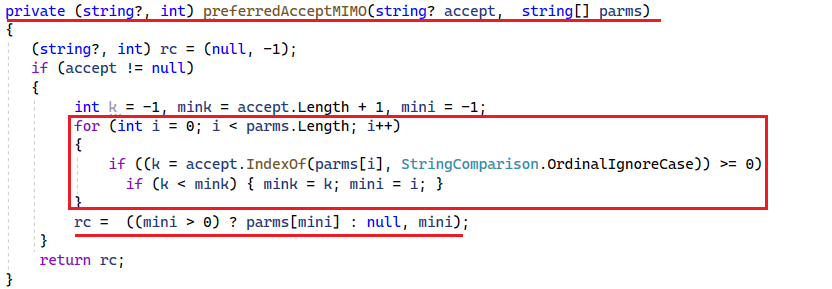 private (string?, int) preferredAcceptMIMO(string? accept,  string[] parms)
{
(string?, int) rc = (null, -1);
if (accept != null)
{
int k = -1, mink = accept.Length + 1, mini = -1;
for (int i = 0; i < parms.Length; i++)
{
if ((k = accept.IndexOf(parms[i], StringComparison.OrdinalIgnoreCase)) >= 0)
if (k < mink) { mink = k; mini = i; }
}
rc =  ((mini > 0) ? parms[mini] : null, mini);
}
return rc;
}